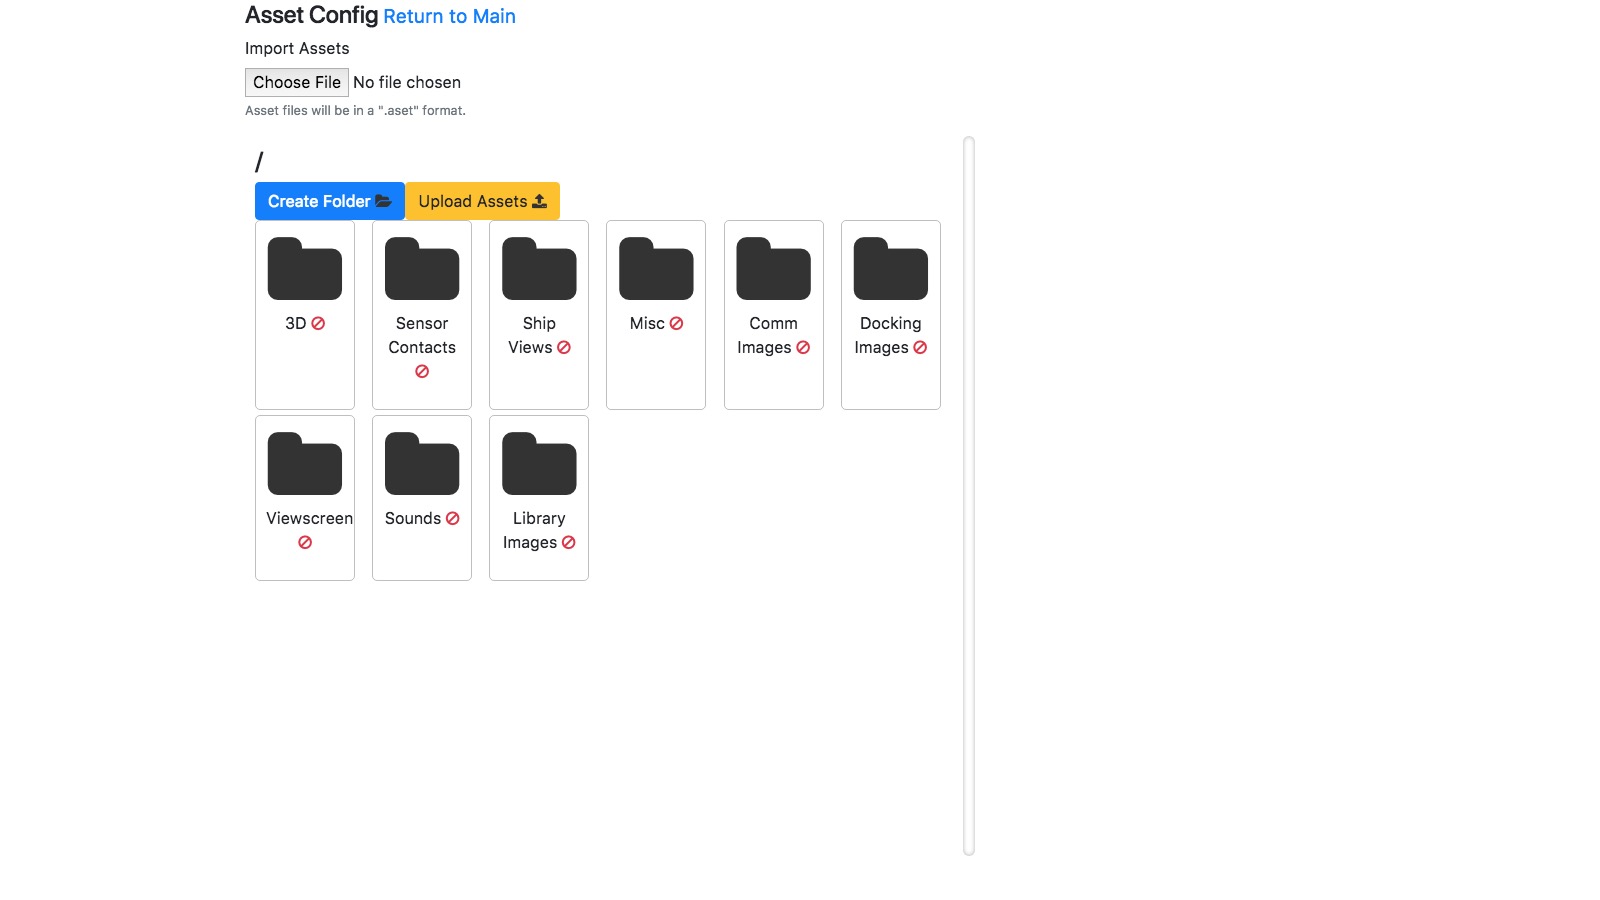 Asset Config Return to Main
Import Assets
Choose File No file chosen
Asset files will be in a ".aset" format.
/
Create Folder Upload Assets
3D
Sensor
Contacts
Ship
Views
Misc
Comm
Images
Docking
Images
Viewscreen
Sounds
Library
Images